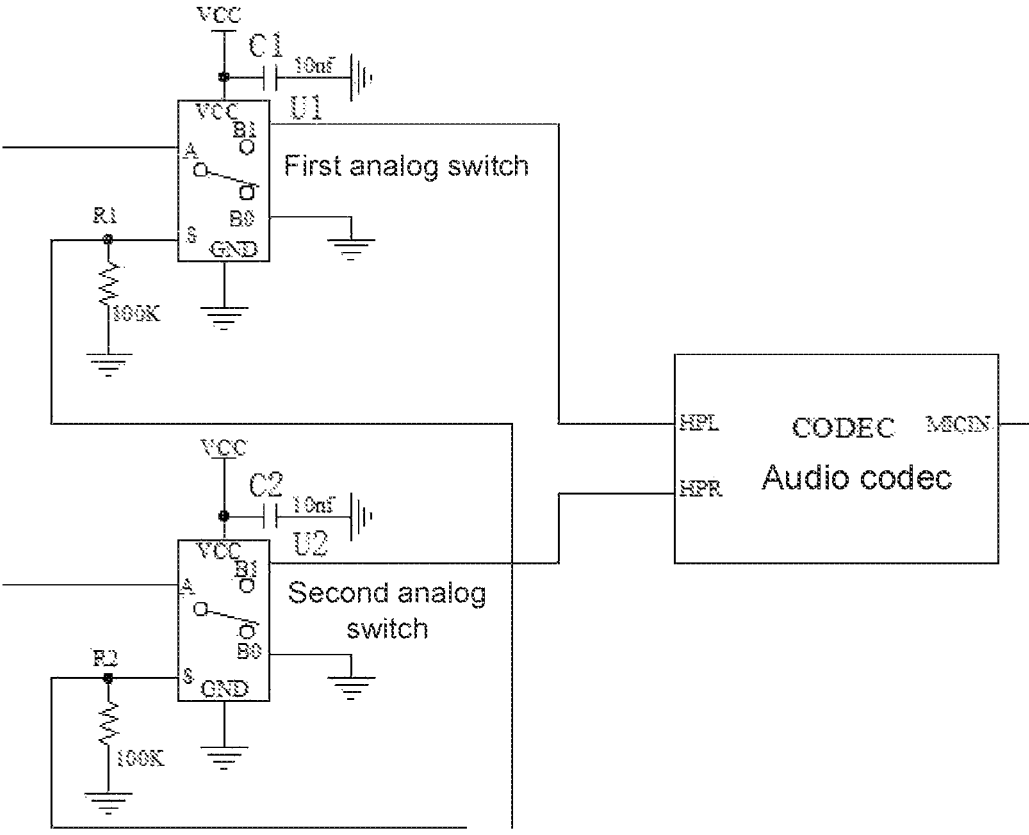 VCC
C1
10nf
VCC
U1
B1
A
First analog switch
B0
R1
S
GND
100K
HPL
CODEC
MICIN
Audio codec
HPR
VCC
C2
10nf
VCC
U2
B1
A
Second analog
switch
B0
R2
S
GND
100K